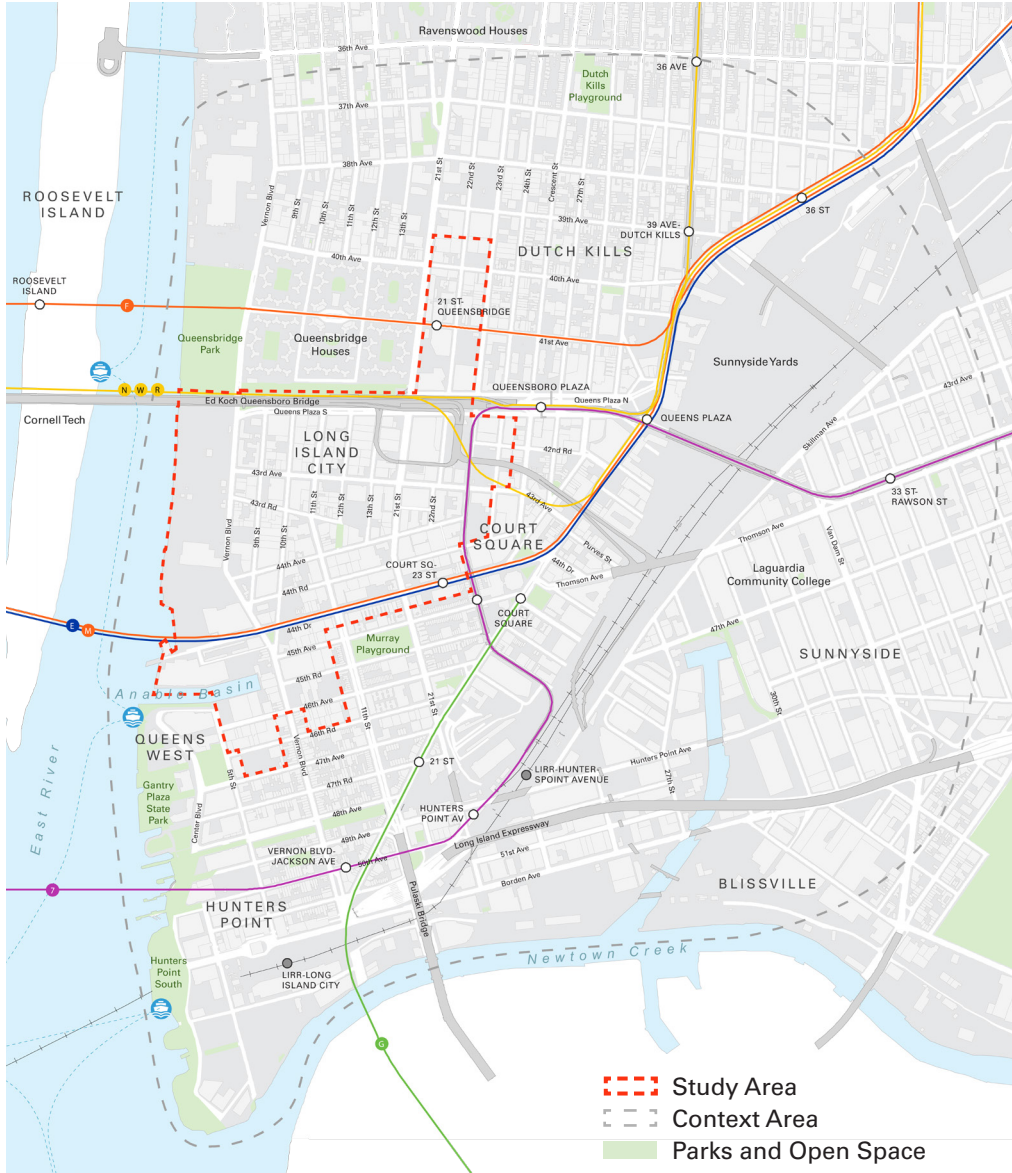 Ravenswood Houses
36th Ave
36 AVE
Dutch
Kills
Playground
37th Ave
38th Ave
21st St
22nd St
23rd St
24th St
Crescent St
27th St
ROOSEVELT
ISLAND
Vernon Blvd
9th St
10th St
11th St
12th St
13th St
36 ST
39th Ave
39 AVE-
DUTCH KILLS
DUTCH KILLS
40th Ave
40th Ave
ROOSEVELT
ISLAND
F
21 ST-
QUEENSBRIDGE
Queensbridge
Park
Queensbridge
Houses
41st Ave
Sunnyside Yards
43rd Ave
N
W
R
QUEENSBORO PLAZA
Ed Koch Queensboro Bridge
Queens Plaza N
Queens Plaza S
QUEENS PLAZA
Cornell Tech
Skillman Ave
LONG
ISLAND
CITY
42nd Rd
43rd Ave
43rd Rd
11th St
12th St
13th St
21st St
22nd St
43rd Ave
33 ST-
RAWSON ST
Vernon Blvd
9th St
10th St
COURT
SQUARE
Purves St
Thomson Ave
Van Dam St
44th Ave
44th Rd
COURT SQ-
23 ST
44th Dr
Thomson Ave
Laguardia
Community College
E
M
44th Dr
COURT
SQUARE
45th Ave
Murray
Playground
47th Ave
45th Rd
SUNNYSIDE
Anable Basin
46th Ave
21st St
30th St
11th St
46th Rd
QUEENS
WEST
Vernon Blvd
47th Ave
5th St
47th Rd
21 ST
LIRR-HUNTER-
SPOINT AVENUE
Hunters Point Ave
27th St
Gantry
Plaza
State
Park
Center Blvd
48th Ave
HUNTERS
POINT AV
East River
49th Ave
Long Island Expressway
VERNON BLVD-
JACKSON AVE
50th Ave
51st Ave
Borden Ave
7
Pulaski Bridge
BLISSVILLE
HUNTERS
POINT
Newtown Creek
Hunters
Point
South
LIRR-LONG
ISLAND CITY
G
Study Area
Context Area
Parks and Open Space